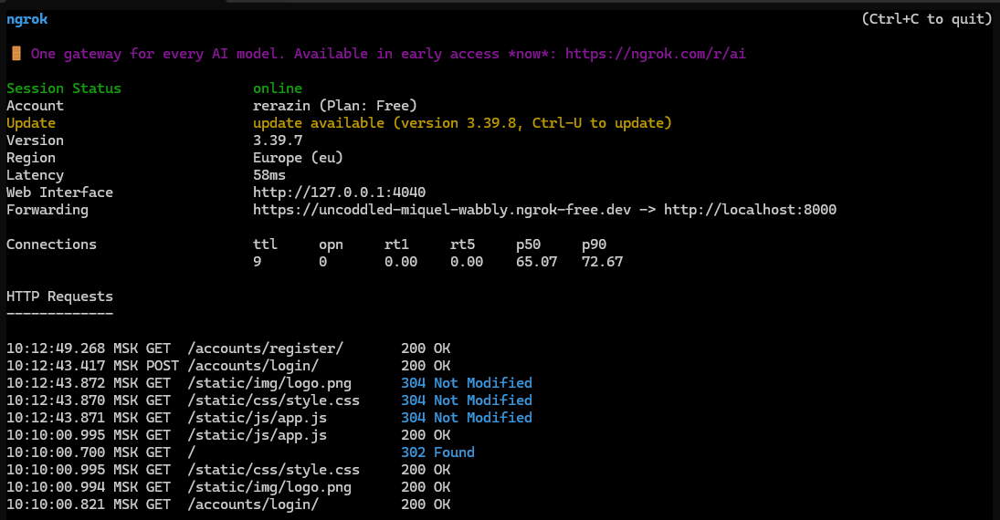 ngrok (Ctrl+C to quit)
One gateway for every AI model. Available in early access *now*: https://ngrok.com/r/ai
Session Status online
Account rerazin (Plan: Free)
Update update available (version 3.39.8, Ctrl-U to update)
Version 3.39.7
Region Europe (eu)
Latency 58ms
Web Interface http://127.0.0.1:4040
Forwarding https://uncoddled-miquel-wabbly.ngrok-free.dev -> http://localhost:8000
Connections ttl opn rt1 rt5 p50 p90
9 0 0.00 0.00 65.07 72.67
HTTP Requests
-------------
10:12:49.268 MSK GET /accounts/register/ 200 OK
10:12:43.417 MSK POST /accounts/login/ 200 OK
10:12:43.872 MSK GET /static/img/logo.png 304 Not Modified
10:12:43.870 MSK GET /static/css/style.css 304 Not Modified
10:12:43.871 MSK GET /static/js/app.js 304 Not Modified
10:10:00.995 MSK GET /static/js/app.js 200 OK
10:10:00.700 MSK GET / 302 Found
10:10:00.995 MSK GET /static/css/style.css 200 OK
10:10:00.994 MSK GET /static/img/logo.png 200 OK
10:10:00.821 MSK GET /accounts/login/ 200 OK